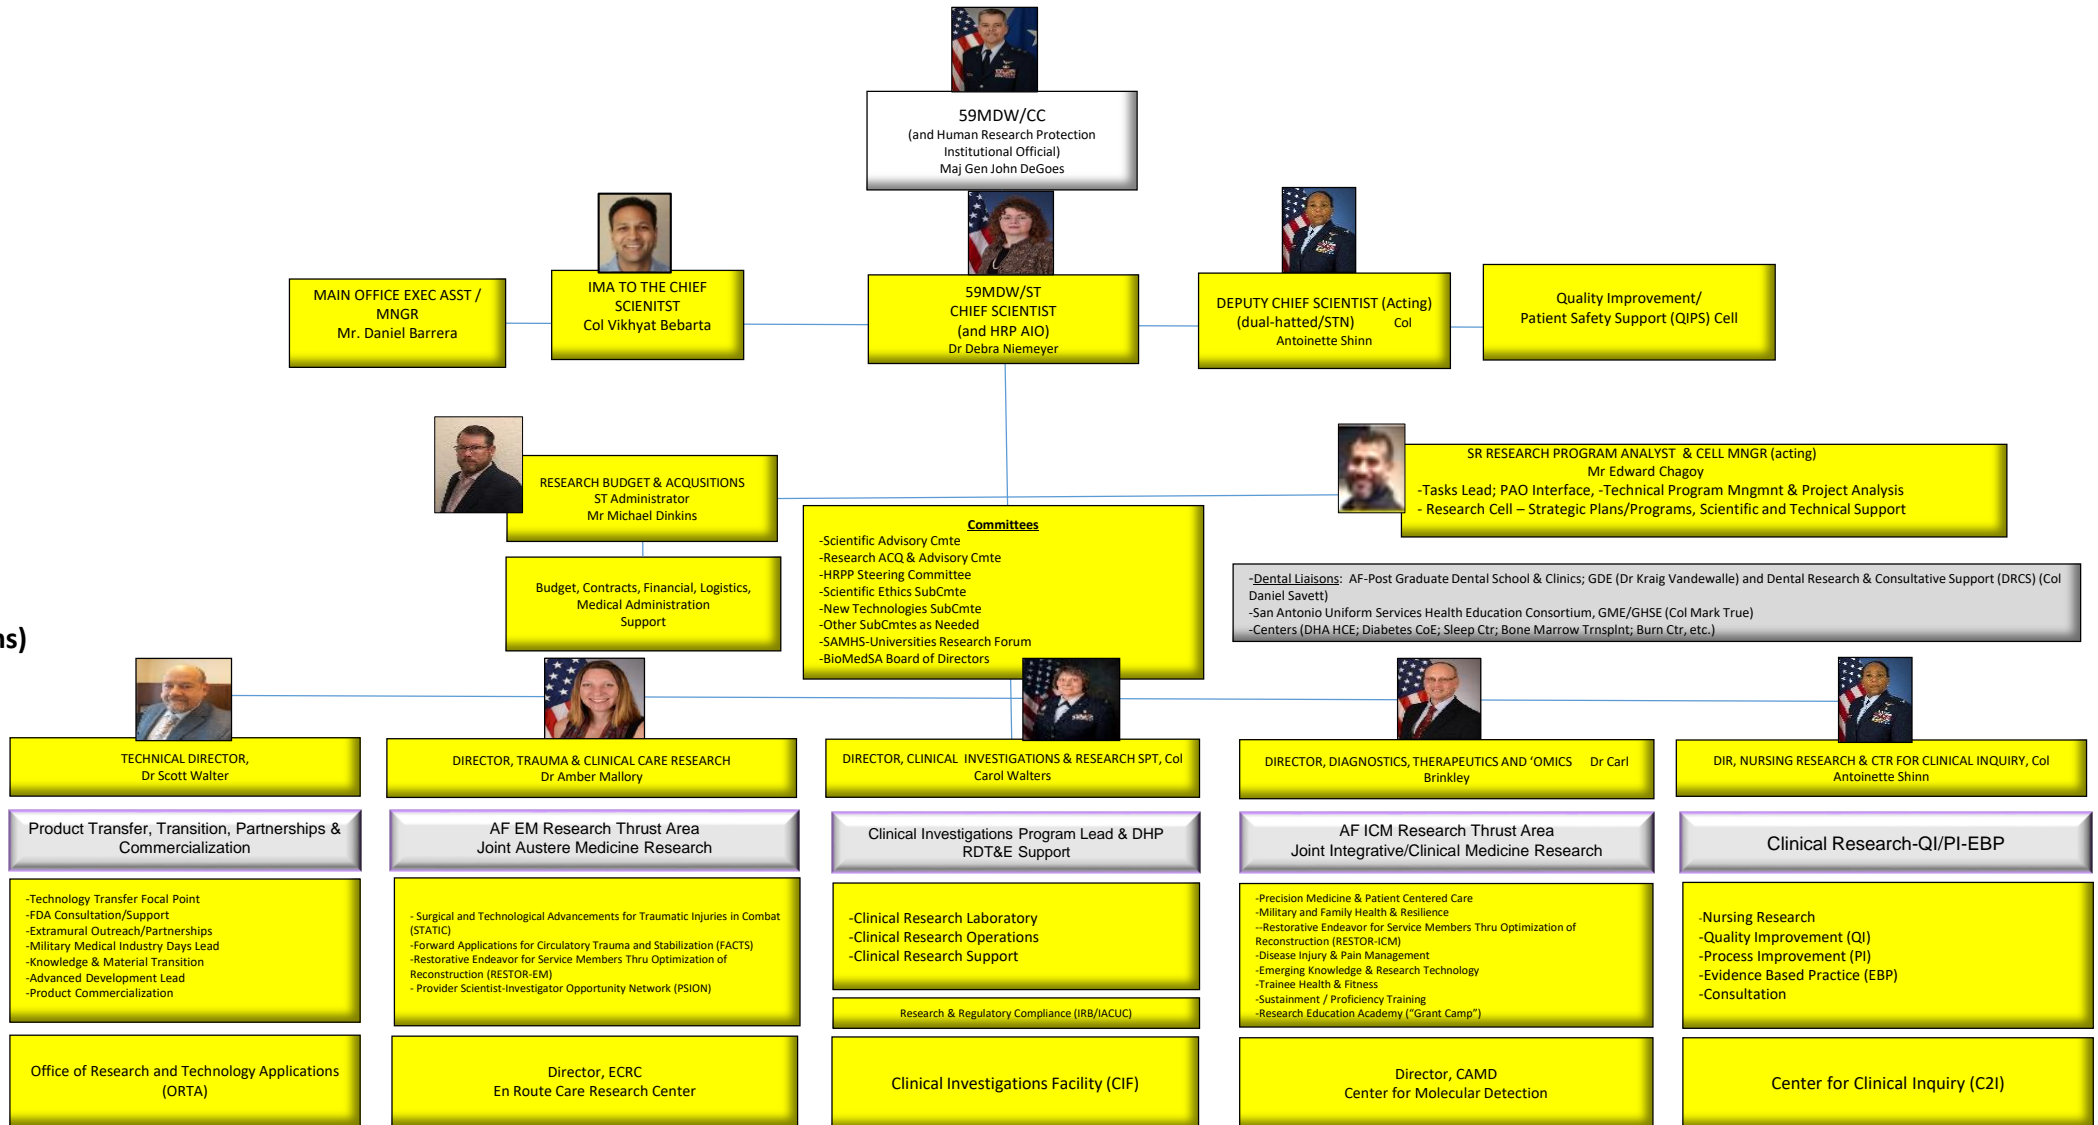 59MDW/CC
(and Human Research Protection
Institutional Official)
Maj Gen John DeGoes
MAIN OFFICE EXEC ASST /
MNGR
Mr. Daniel Barrera
IMA TO THE CHIEF
SCIENITST
Col Vikhyat Bebarta
59MDW/ST
CHIEF SCIENTIST
(and HRP AIO)
Dr Debra Niemeyer
DEPUTY CHIEF SCIENTIST (Acting)
(dual-hatted/STN) Col
Antoinette Shinn
Quality Improvement/
Patient Safety Support (QIPS) Cell
RESEARCH BUDGET & ACQUSITIONS
ST Administrator
Mr Michael Dinkins
SR RESEARCH PROGRAM ANALYST & CELL MNGR (acting)
Mr Edward Chagoy
-Tasks Lead; PAO Interface, -Technical Program Mngmnt & Project Analysis
- Research Cell – Strategic Plans/Programs, Scientific and Technical Support
Budget, Contracts, Financial, Logistics,
Medical Administration
Support
Committees
-Scientific Advisory Cmte
-Research ACQ & Advisory Cmte
-HRPP Steering Committee
-Scientific Ethics SubCmte
-New Technologies SubCmte
-Other SubCmtes as Needed
-SAMHS-Universities Research Forum
-BioMedSA Board of Directors
-Dental Liaisons: AF-Post Graduate Dental School & Clinics; GDE (Dr Kraig Vandewalle) and Dental Research & Consultative Support (DRCS) (Col
Daniel Savett)
-San Antonio Uniform Services Health Education Consortium, GME/GHSE (Col Mark True)
-Centers (DHA HCE; Diabetes CoE; Sleep Ctr; Bone Marrow Trnsplnt; Burn Ctr, etc.)
ns)
TECHNICAL DIRECTOR,
Dr Scott Walter
Product Transfer, Transition, Partnerships &
Commercialization
-Technology Transfer Focal Point
-FDA Consultation/Support
-Extramural Outreach/Partnerships
-Military Medical Industry Days Lead
-Knowledge & Material Transition
-Advanced Development Lead
-Product Commercialization
Office of Research and Technology Applications
(ORTA)
DIRECTOR, TRAUMA & CLINICAL CARE RESEARCH
Dr Amber Mallory
AF EM Research Thrust Area
Joint Austere Medicine Research
- Surgical and Technological Advancements for Traumatic Injuries in Combat
(STATIC)
-Forward Applications for Circulatory Trauma and Stabilization (FACTS)
-Restorative Endeavor for Service Members Thru Optimization of
Reconstruction (RESTOR-EM)
- Provider Scientist-Investigator Opportunity Network (PSION)
Director, ECRC
En Route Care Research Center
DIRECTOR, CLINICAL INVESTIGATIONS & RESEARCH SPT, Col
Carol Walters
Clinical Investigations Program Lead & DHP
RDT&E Support
-Clinical Research Laboratory
-Clinical Research Operations
-Clinical Research Support
Research & Regulatory Compliance (IRB/IACUC)
Clinical Investigations Facility (CIF)
DIRECTOR, DIAGNOSTICS, THERAPEUTICS AND ‘OMICS Dr Carl
Brinkley
AF ICM Research Thrust Area
Joint Integrative/Clinical Medicine Research
-Precision Medicine & Patient Centered Care
-Military and Family Health & Resilience
--Restorative Endeavor for Service Members Thru Optimization of
Reconstruction (RESTOR-ICM)
-Disease Injury & Pain Management
-Emerging Knowledge & Research Technology
-Trainee Health & Fitness
-Sustainment / Proficiency Training
-Research Education Academy (“Grant Camp”)
Director, CAMD
Center for Molecular Detection
DIR, NURSING RESEARCH & CTR FOR CLINICAL INQUIRY, Col
Antoinette Shinn
Clinical Research-QI/PI-EBP
-Nursing Research
-Quality Improvement (QI)
-Process Improvement (PI)
-Evidence Based Practice (EBP)
-Consultation
Center for Clinical Inquiry (C2I)